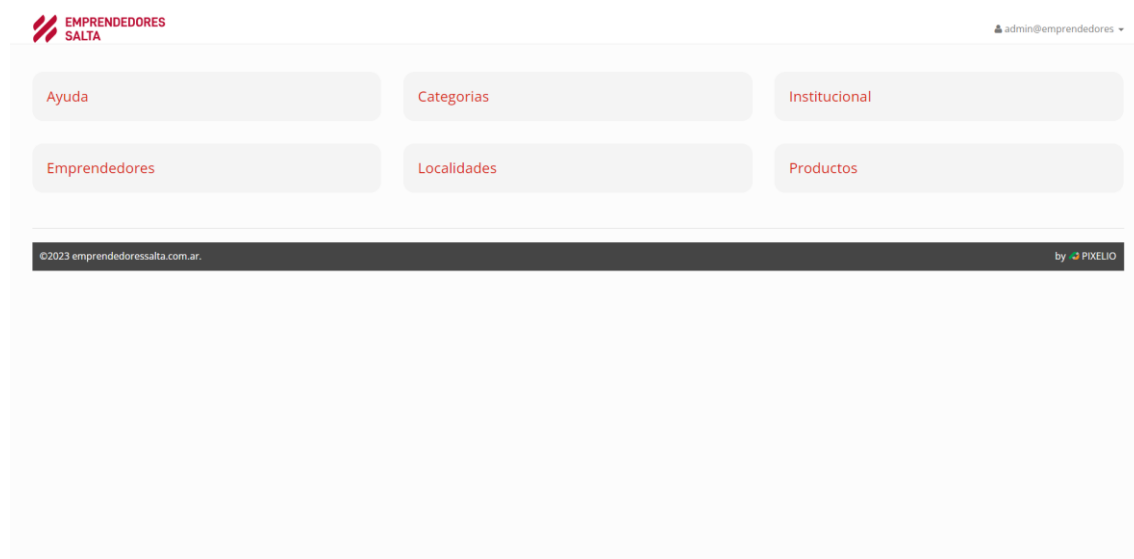 EMPRENDEDORES
SALTA
admin@emprendedores
Ayuda
Categorias
Institucional
Emprendedores
Localidades
Productos
©2023 emprendedoressalta.com.ar.
by PIXELIO